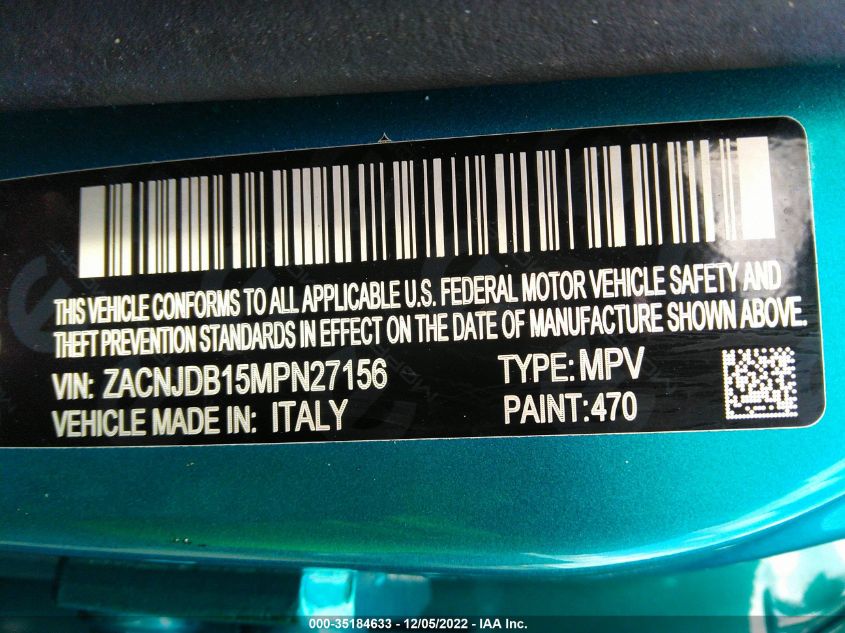 THIS VEHICLE CONFORMS TO ALL APPLICABLE U.S. FEDERAL MOTOR VEHICLE SAFETY AND
THEFT PREVENTION STANDARDS IN EFFECT ON THE DATE OF MANUFACTURE SHOWN ABOVE.
VIN: ZACNJDB15MPN27156 TYPE: MPV
VEHICLE MADE IN: ITALY PAINT:470
000-35184633 - 12/05/2022 - IAA Inc.